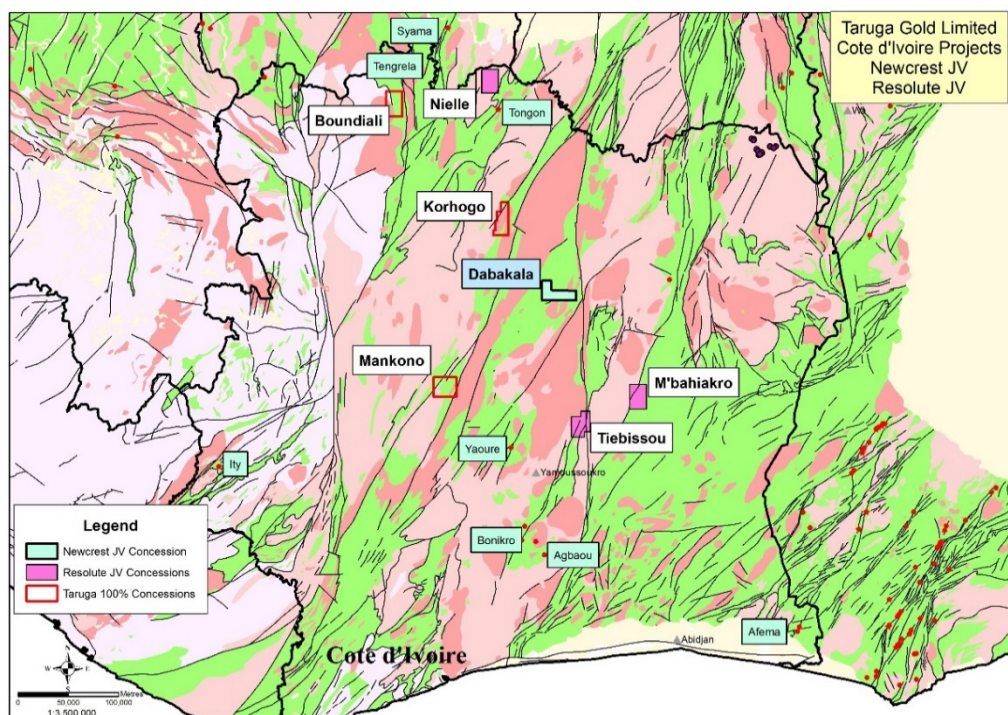 Taruga Gold Limited
Cote d'Ivoire Projects
Newcrest JV
Resolute JV
Syama
Tengrela
Boundiali
Nielle
Tongon
Korhogo
Dabakala
Mankono
M'bahiakro
Tiebissou
Yaoure
Yamoussoukro
Ity
Bonikro
Agbaou
Afema
Abidjan
Cote d'Ivoire
Legend
Newcrest JV Concession
Resolute JV Concessions
Taruga 100% Concessions
N
W
E
S
0 50,000 100,000 Metres
1:3,500,000